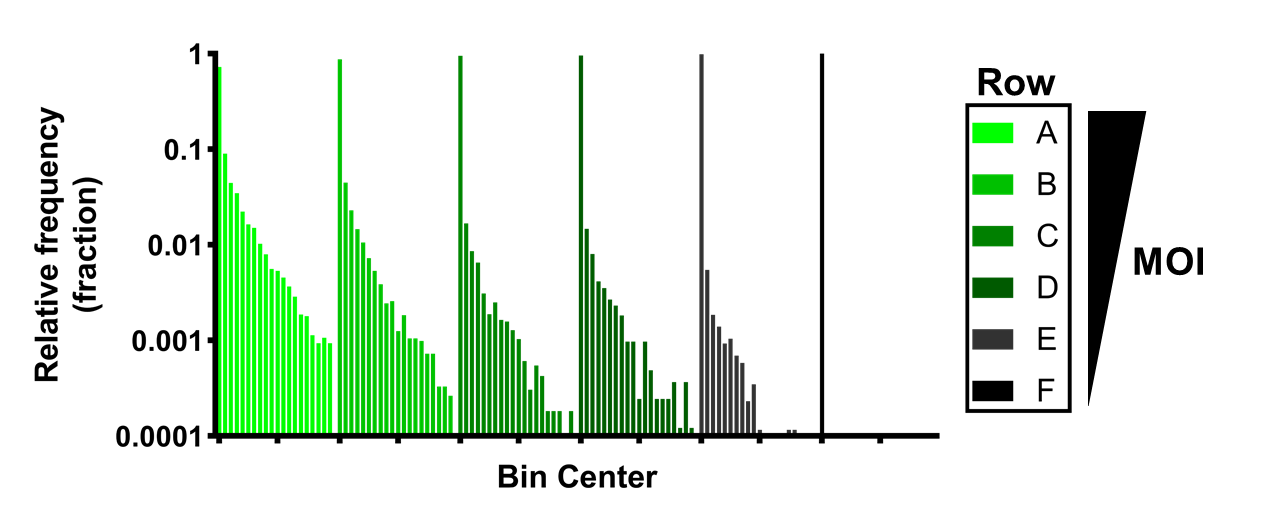 Relative frequency
(fraction)
1
0.1
0.01
0.001
0.0001
Bin Center
Row
A
B
C
D
E
F
MOI